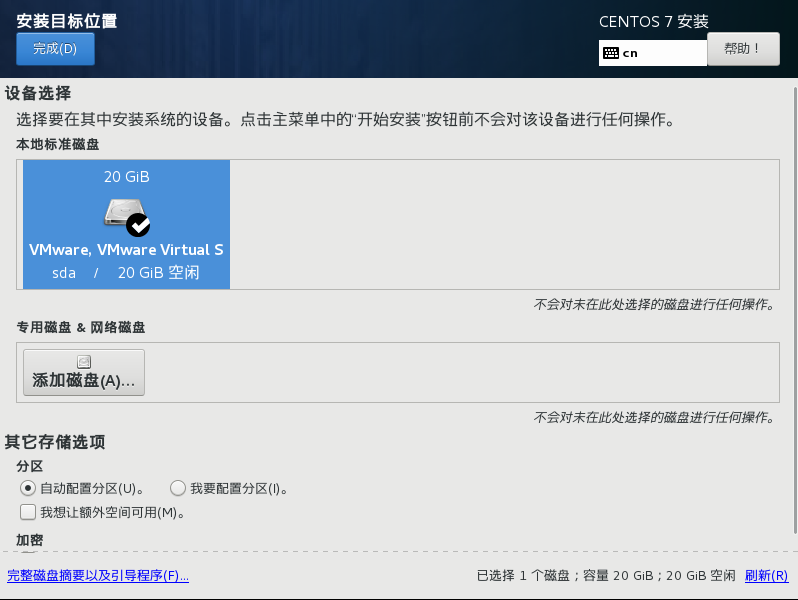 安装目标位置
CENTOS 7 安装
完成(D)
cn
帮助！
设备选择
选择要在其中安装系统的设备。点击主菜单中的“开始安装”按钮前不会对该设备进行任何操作。
本地标准磁盘
20 GiB
VMware, VMware Virtual S
sda / 20 GiB 空闲
不会对未在此处选择的磁盘进行任何操作。
专用磁盘 & 网络磁盘
添加磁盘(A)...
不会对未在此处选择的磁盘进行任何操作。
其它存储选项
分区
自动配置分区(U)。 我要配置分区(I)。
我想让额外空间可用(M)。
加密
完整磁盘摘要以及引导程序(F)... 已选择 1 个磁盘；容量 20 GiB；20 GiB 空闲 刷新(R)